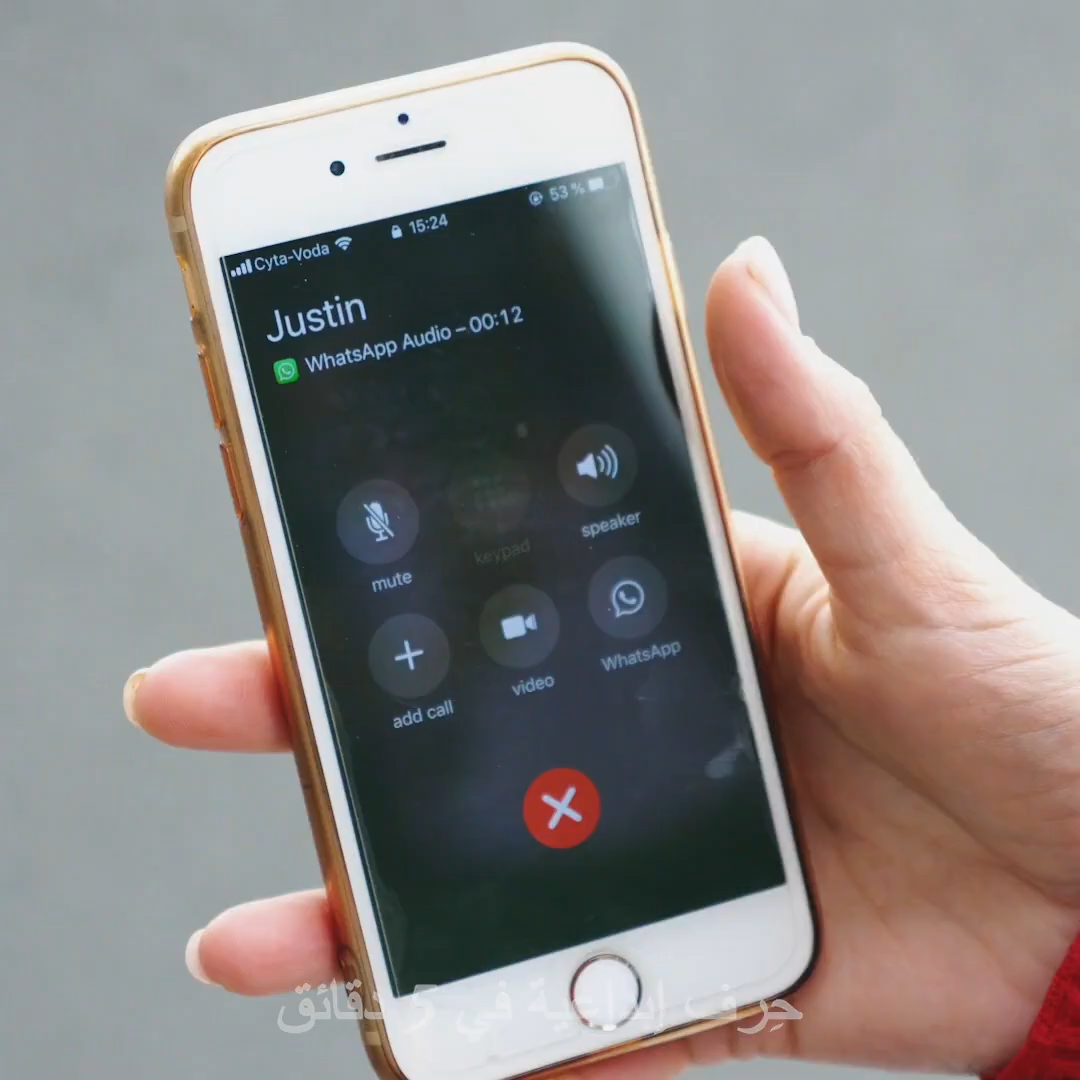 Cyta-Voda 15:24 53 %
Justin
WhatsApp Audio – 00:12
mute keypad speaker
add call video WhatsApp
حِرف إبداعية في 5 دقائق